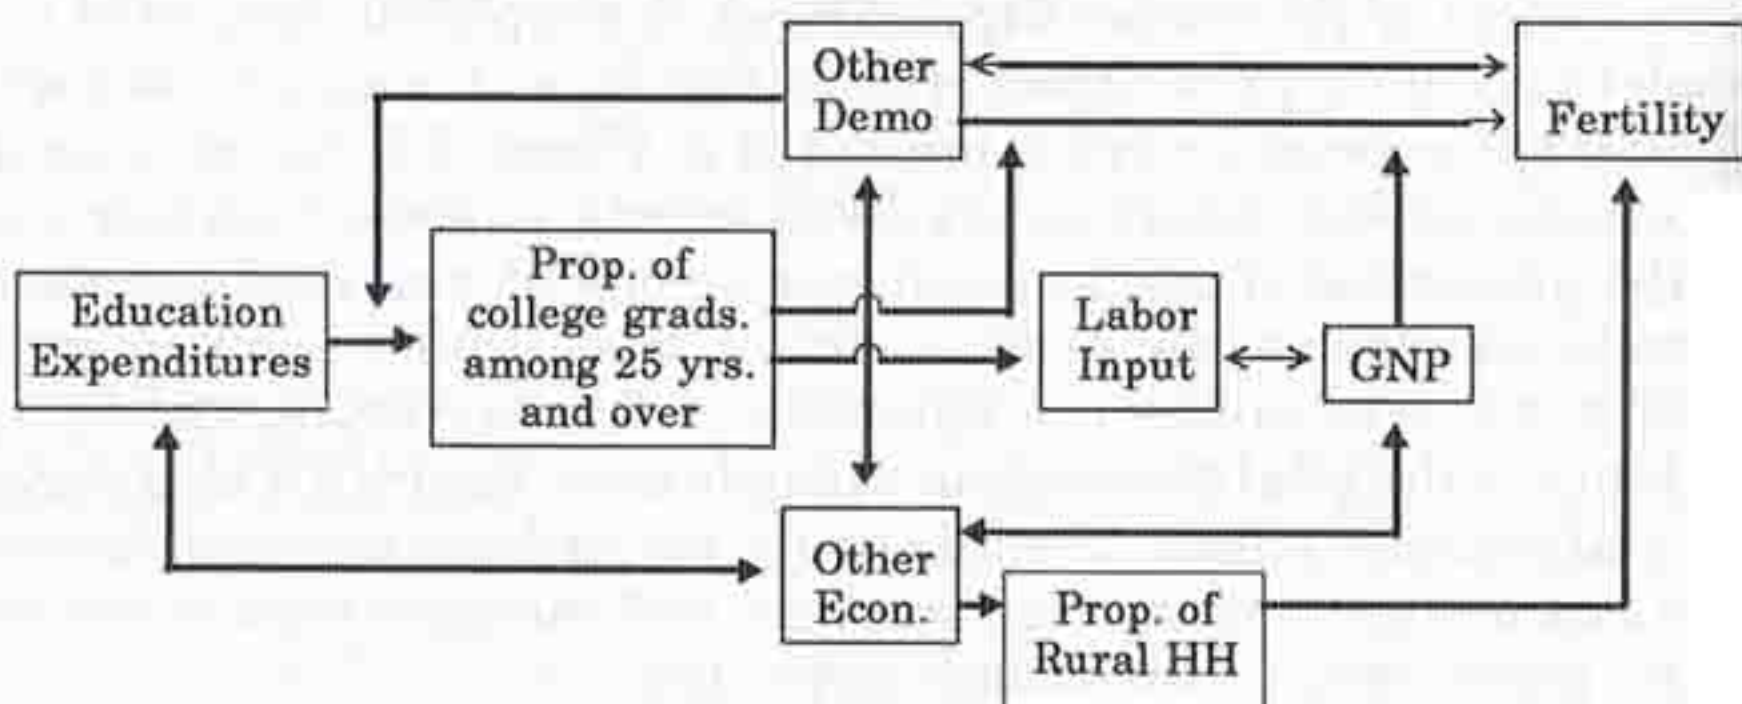 Other
Demo
Fertility
Education
Expenditures
Prop. of
college grads.
among 25 yrs.
and over
Labor
Input
GNP
Other
Econ.
Prop. of
Rural HH